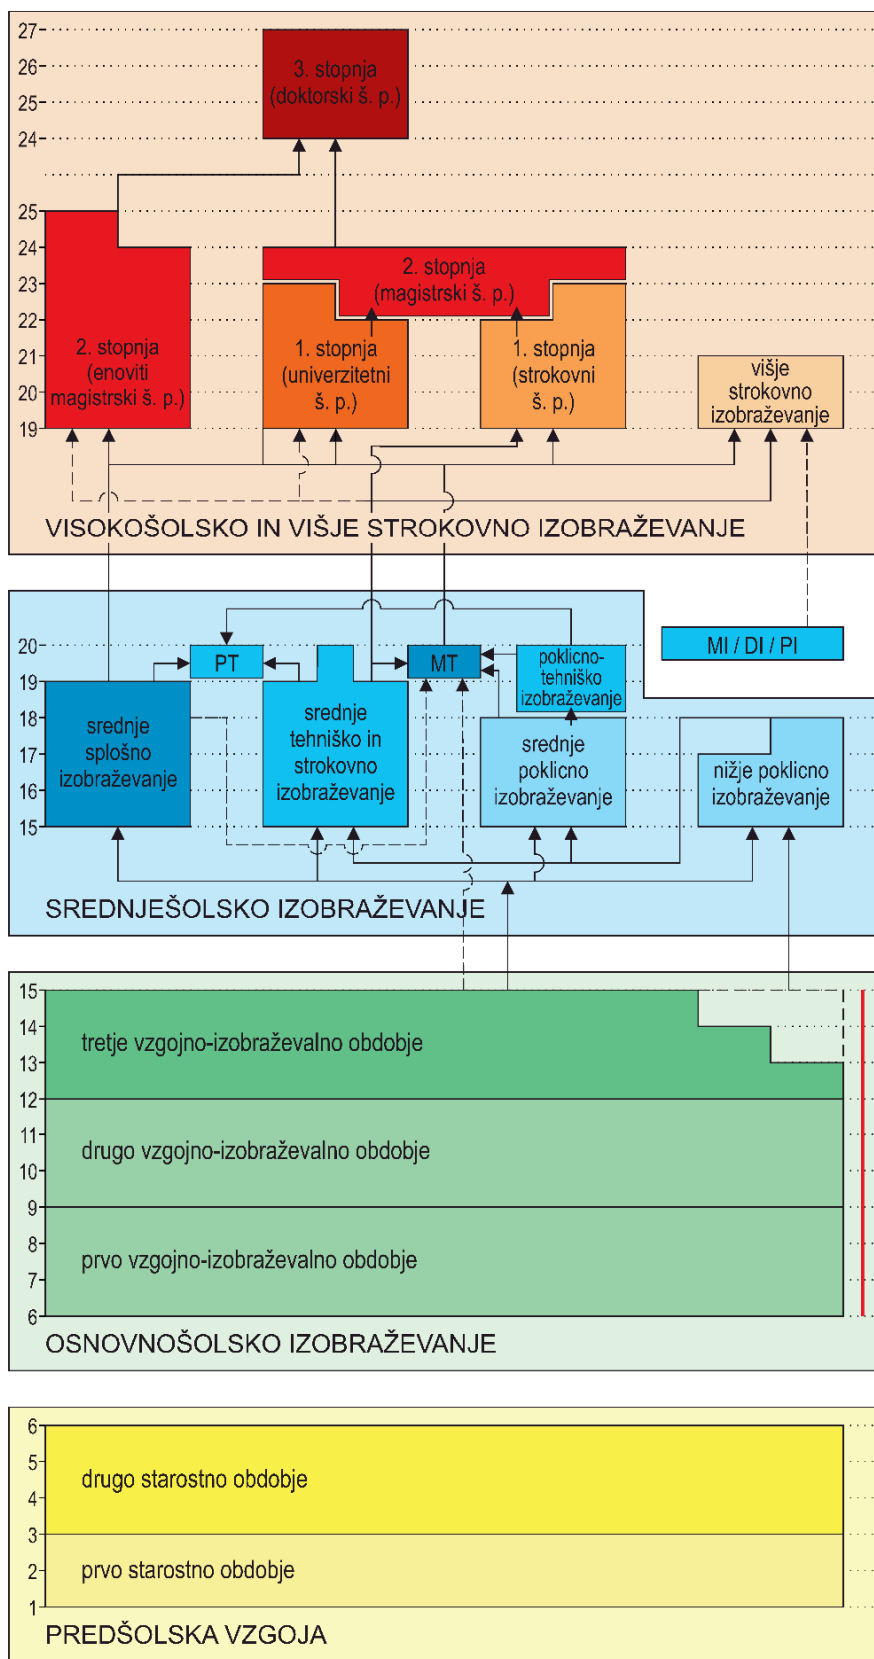 27
26
25
24
3. stopnja
(doktorski š. p.)
25
24
23
22
21
20
19
2. stopnja
(magistrski š. p.)
2. stopnja
(enoviti
magistrski š. p.)
1. stopnja
(univerzitetni
š. p.)
1. stopnja
(strokovni
š. p.)
višje
strokovno
izobraževanje
VISOKOŠOLSKO IN VIŠJE STROKOVNO IZOBRAŽEVANJE
MI / DI / PI
20
19
18
17
16
15
PT
MT
poklicno-
tehniško
izobraževanje
srednje
splošno
izobraževanje
srednje
tehniško in
strokovno
izobraževanje
srednje
poklicno
izobraževanje
nižje poklicno
izobraževanje
SREDNJEŠOLSKO IZOBRAŽEVANJE
15
14
13
12
11
10
9
8
7
6
tretje vzgojno-izobraževalno obdobje
drugo vzgojno-izobraževalno obdobje
prvo vzgojno-izobraževalno obdobje
OSNOVNOŠOLSKO IZOBRAŽEVANJE
6
5
4
3
2
1
drugo starostno obdobje
prvo starostno obdobje
PREDŠOLSKA VZGOJA